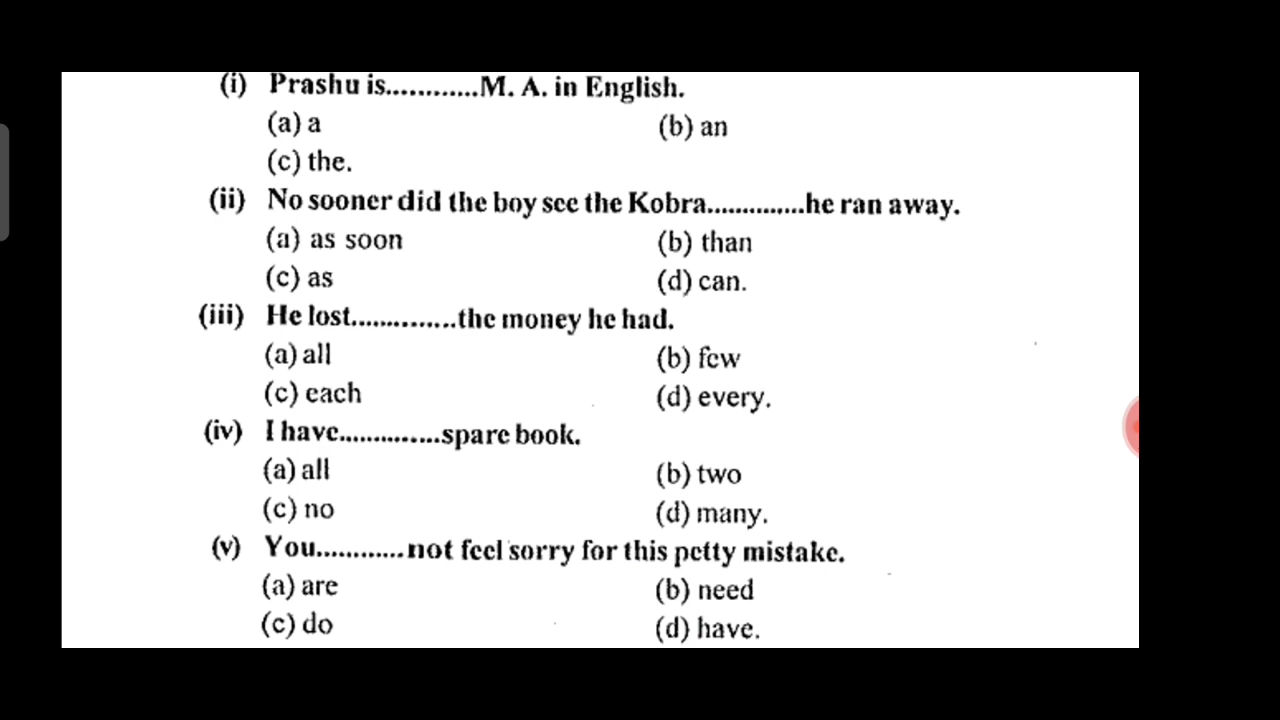 (i) Prashu is............M. A. in English.
(a) a (b) an
(c) the.
(ii) No sooner did the boy see the Kobra..............he ran away.
(a) as soon (b) than
(c) as (d) can.
(iii) He lost..............the money he had.
(a) all (b) few
(c) each (d) every.
(iv) I have..............spare book.
(a) all (b) two
(c) no (d) many.
(v) You............not feel sorry for this petty mistake.
(a) are (b) need
(c) do (d) have.